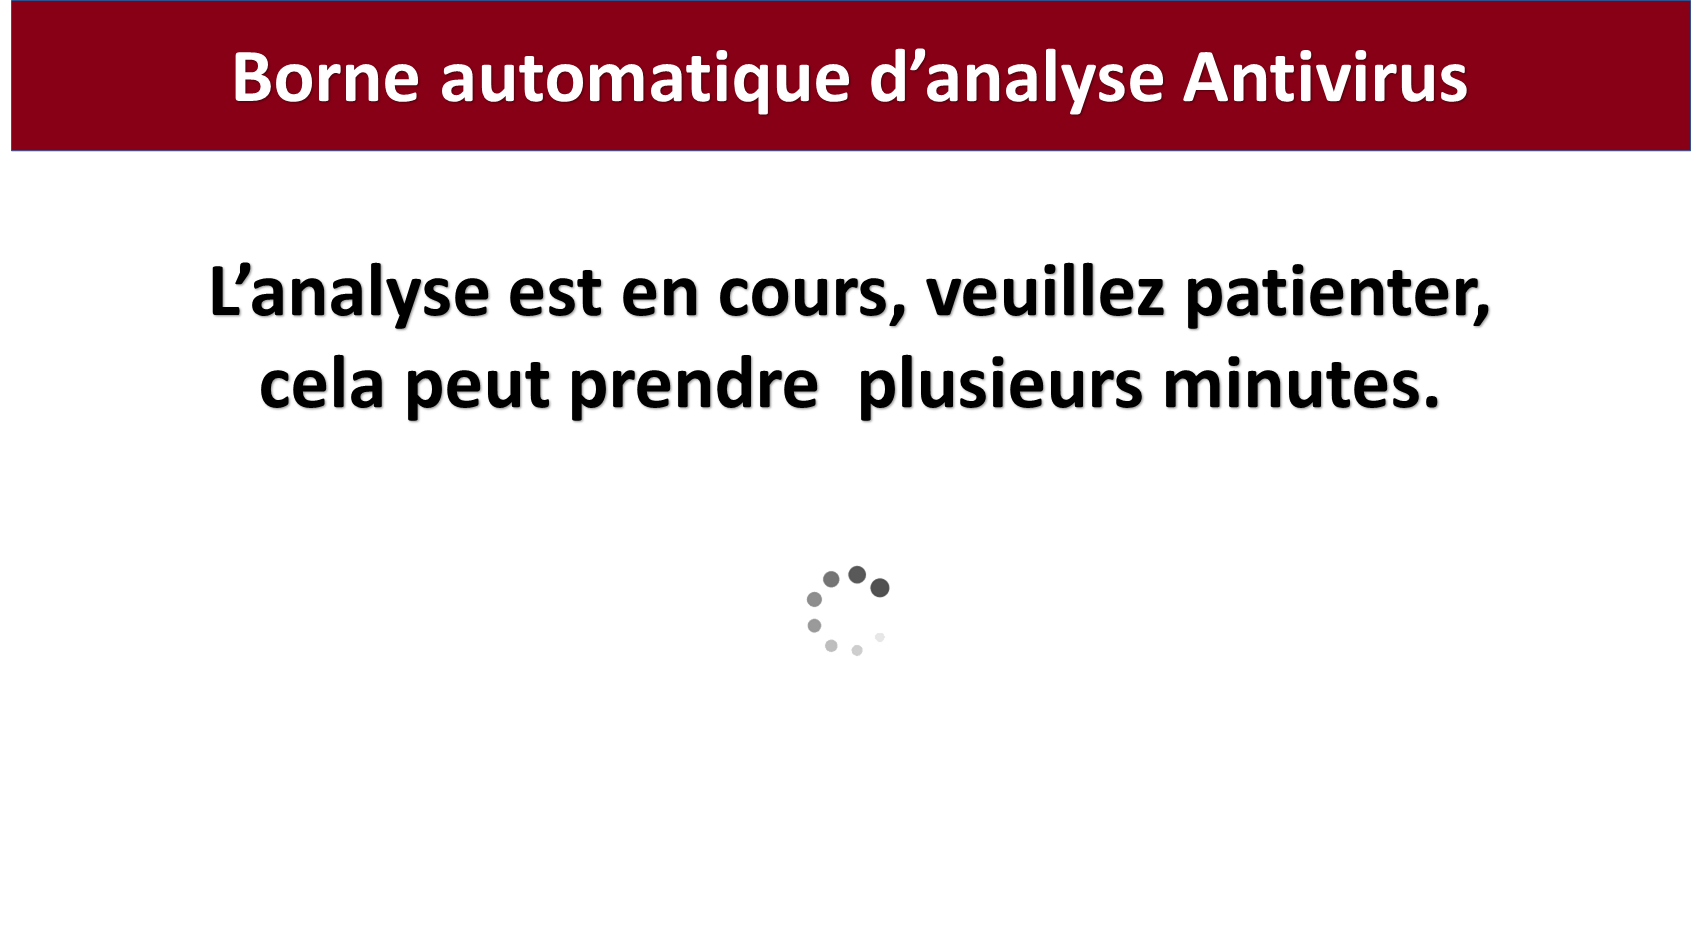 Borne automatique d’analyse Antivirus
L’analyse est en cours, veuillez patienter,
cela peut prendre  plusieurs minutes.